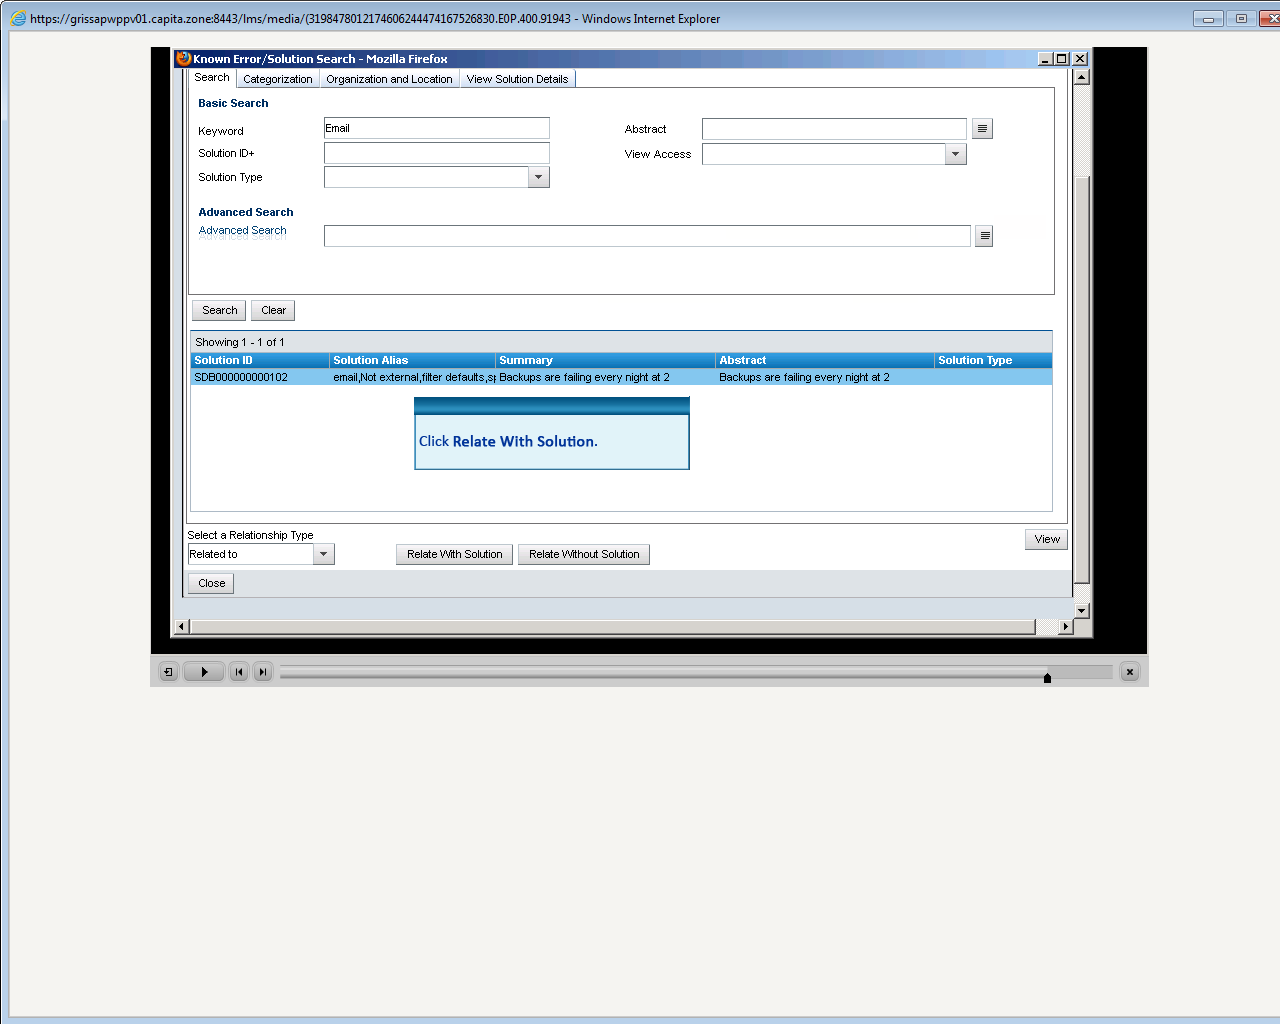 https://grissapwppv01.capita.zone:8443/lms/media/(3198478012174606244474167526830.E0P.400.91943 - Windows Internet Explorer
Known Error/Solution Search - Mozilla Firefox
Search Categorization Organization and Location View Solution Details
Basic Search
Keyword Email Abstract
Solution ID+ View Access
Solution Type
Advanced Search
Advanced Search
Search Clear
Showing 1 - 1 of 1
Solution ID Solution Alias Summary Abstract Solution Type
SDB000000000102 email,Not external,filter defaults,sp Backups are failing every night at 2 Backups are failing every night at 2
Click Relate With Solution.
Select a Relationship Type
View
Related to Relate With Solution Relate Without Solution
Close